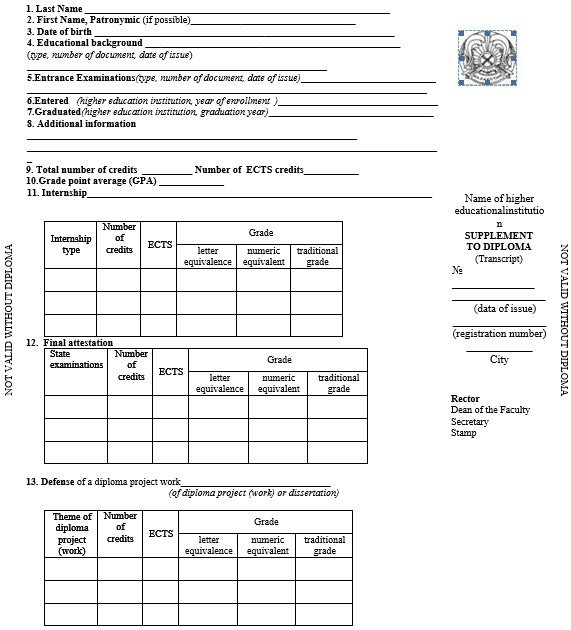 1. Last Name
2. First Name, Patronymic (if possible)
3. Date of birth
4. Educational background
(type, number of document, date of issue)
5.Entrance Examinations(type, number of document, date of issue)
6.Entered (higher education institution, year of enrollment )
7.Graduated(higher education institution, graduation year)
8. Additional information
9. Total number of credits Number of ECTS credits
10.Grade point average (GPA)
11. Internship
Internship type
Number of credits
ECTS
Grade
letter equivalence
numeric equivalent
traditional grade
12. Final attestation
State examinations
Number of credits
ECTS
Grade
letter equivalence
numeric equivalent
traditional grade
13. Defense of a diploma project work
(of diploma project (work) or dissertation)
Theme of diploma project (work)
Number of credits
ECTS
Grade
letter equivalence
numeric equivalent
traditional grade
NOT VALID WITHOUT DIPLOMA
Name of higher
educationalinstitutio
n
SUPPLEMENT
TO DIPLOMA
(Transcript)
№
(data of issue)
(registration number)
City
Rector
Dean of the Faculty
Secretary
Stamp
NOT VALID WITHOUT DIPLOMA